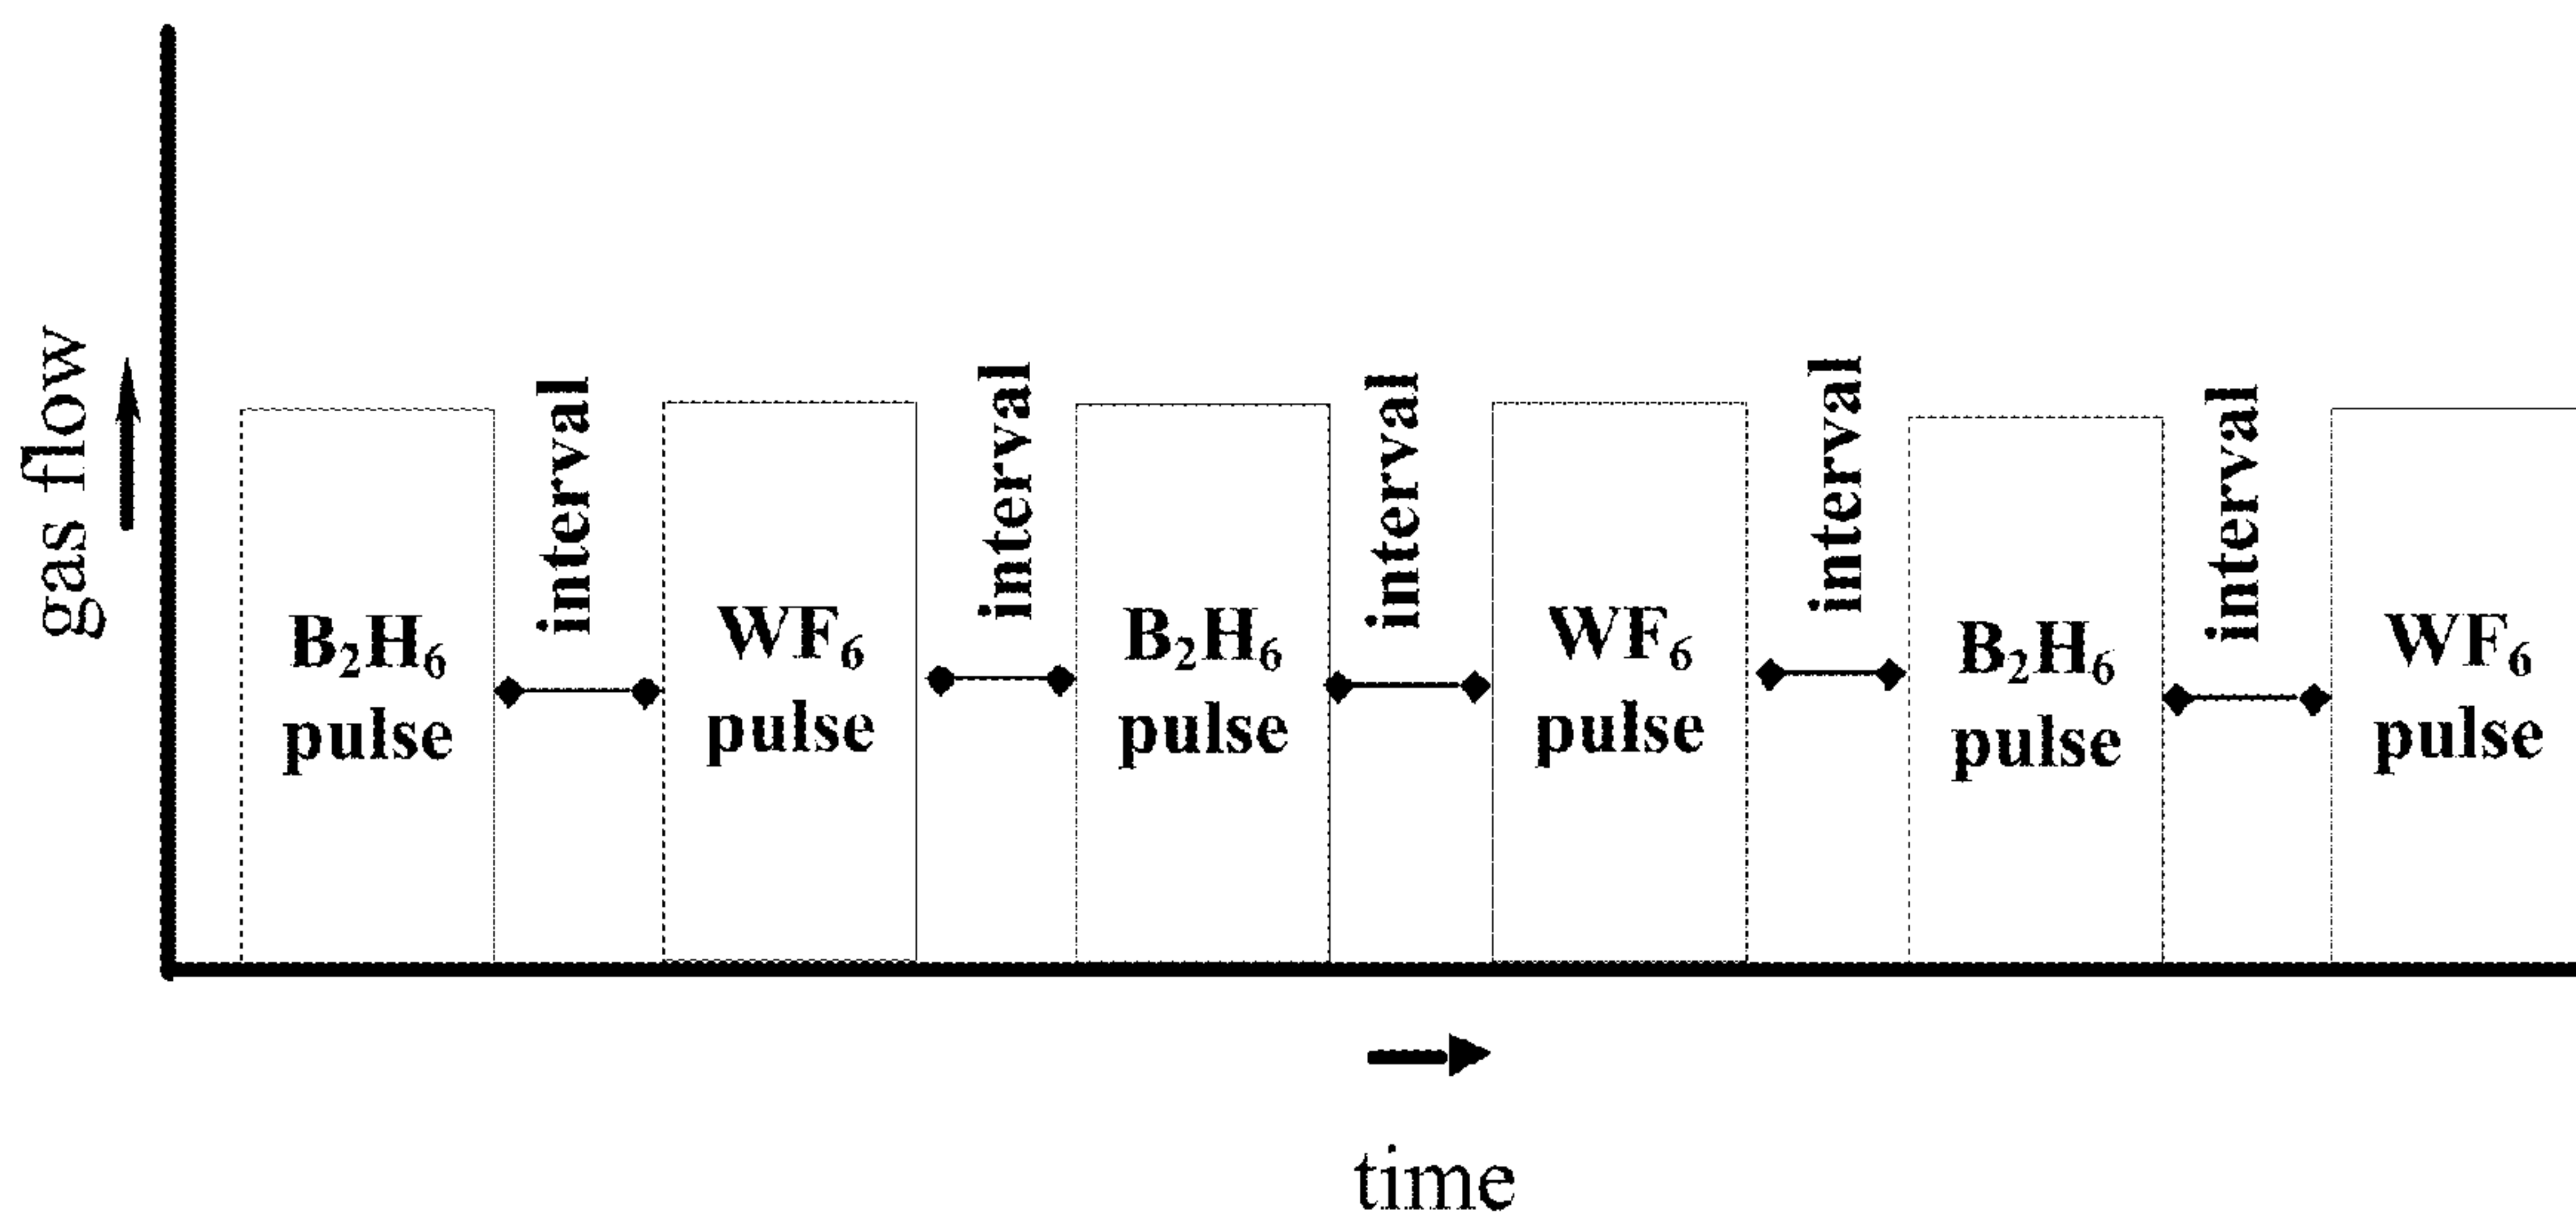 gas flow
B₂H₆
pulse
interval
WF₆
pulse
interval
B₂H₆
pulse
interval
WF₆
pulse
interval
B₂H₆
pulse
interval
WF₆
pulse
time